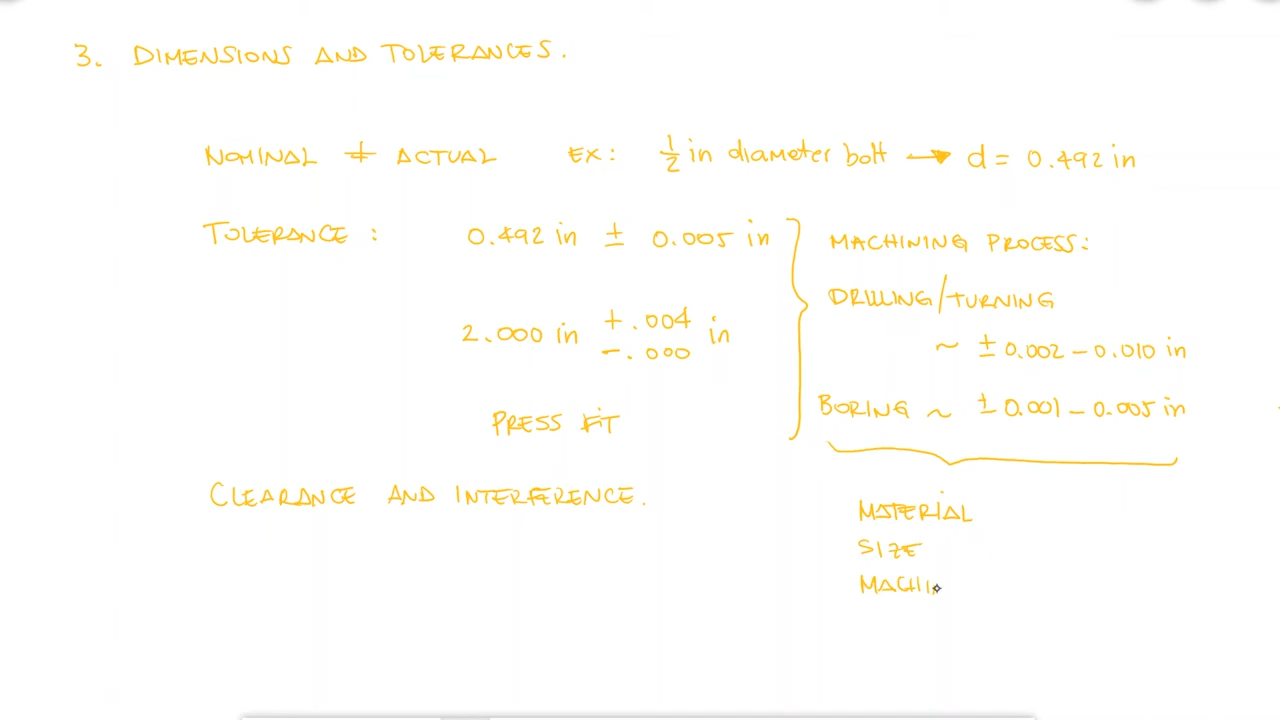 3. DIMENSIONS AND TOLERANCES.
NOMINAL ≠ ACTUAL EX: 1/2 in diameter bolt → d = 0.492 in
TOLERANCE : 0.492 in ± 0.005 in
2.000 in +.004 -.000 in
PRESS FIT
CLEARANCE AND INTERFERENCE.
MACHINING PROCESS:
DRILLING/TURNING
~ ± 0.002 - 0.010 in
BORING ~ ± 0.001 - 0.005 in
MATERIAL
SIZE
MACHI